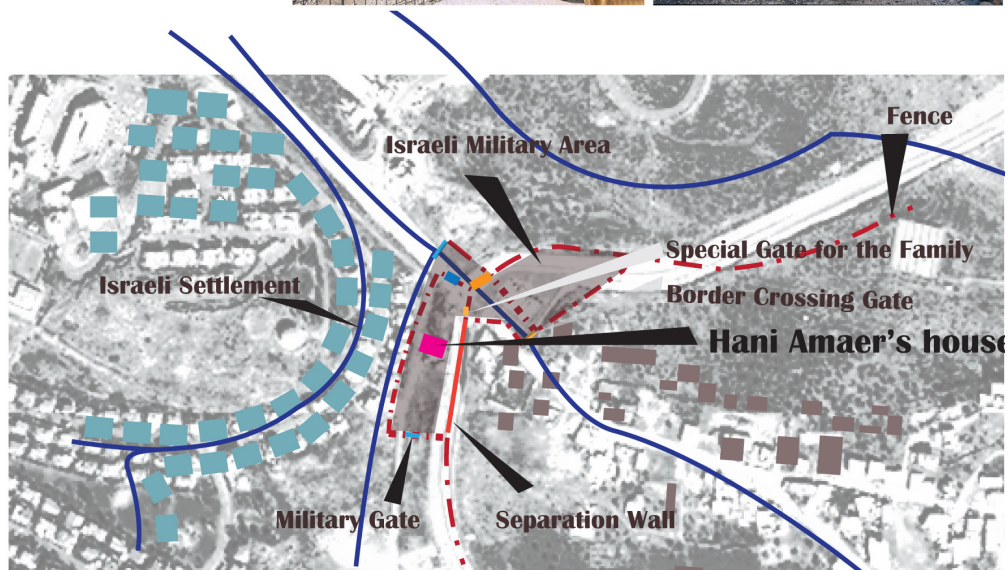 Fence
Israeli Military Area
Special Gate for the Family
Israeli Settlement
Border Crossing Gate
Hani Amaer's house
Military Gate
Separation Wall